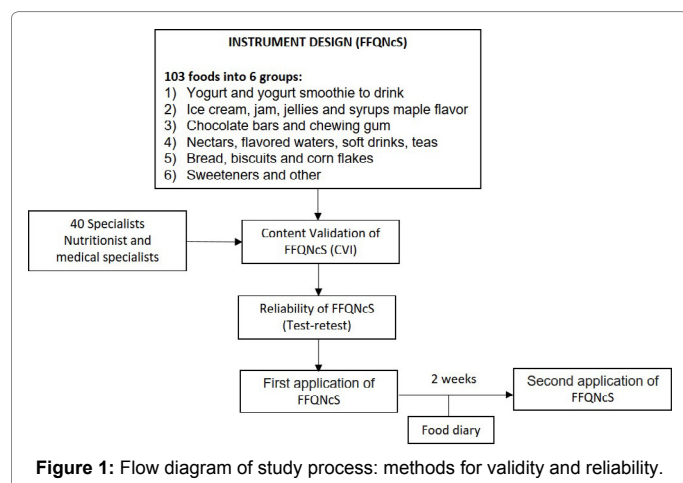 INSTRUMENT DESIGN (FFQNcS)
103 foods into 6 groups:
1) Yogurt and yogurt smoothie to drink
2) Ice cream, jam, jellies and syrups maple flavor
3) Chocolate bars and chewing gum
4) Nectars, flavored waters, soft drinks, teas
5) Bread, biscuits and corn flakes
6) Sweeteners and other
40 Specialists
Nutritionist and
medical specialists
Content Validation of
FFQNcS (CVI)
Reliability of FFQNcS
(Test-retest)
First application of
FFQNcS
2 weeks
Food diary
Second application of
FFQNcS
Figure 1: Flow diagram of study process: methods for validity and reliability.